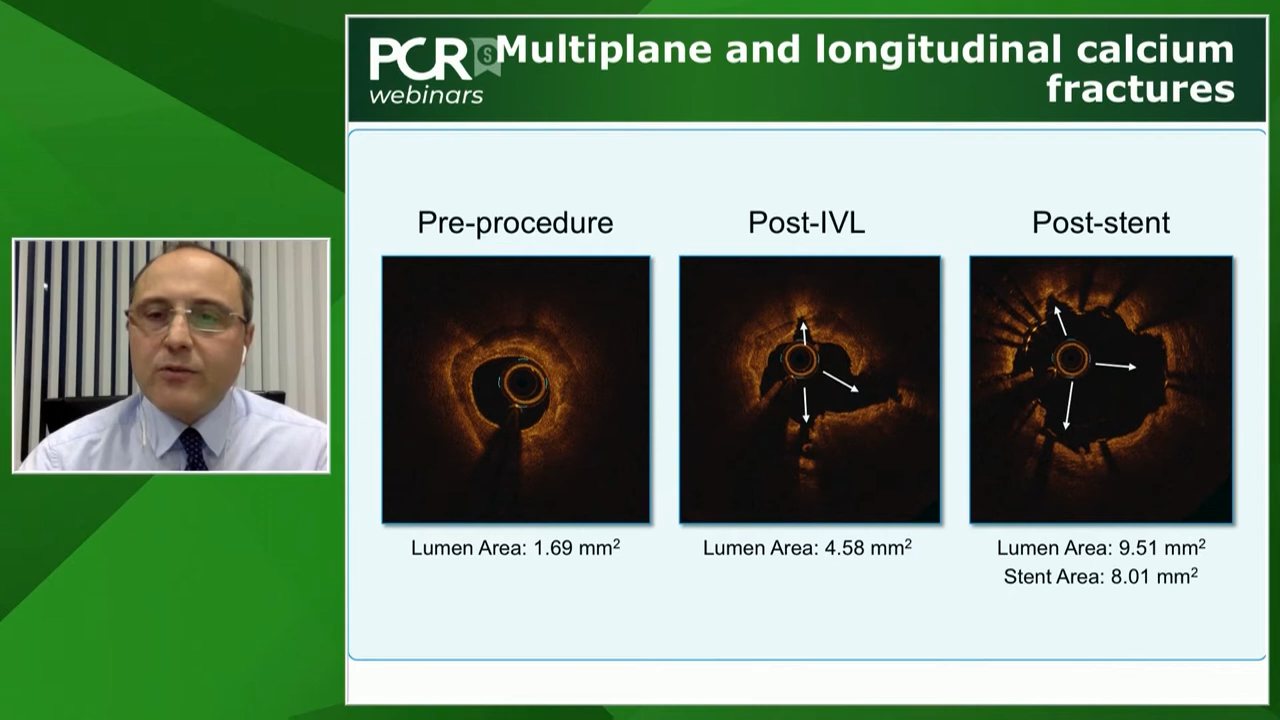 PCR
webinars
Multiplane and longitudinal calcium
fractures
Pre-procedure
Post-IVL
Post-stent
Lumen Area: 1.69 mm²
Lumen Area: 4.58 mm²
Lumen Area: 9.51 mm²
Stent Area: 8.01 mm²